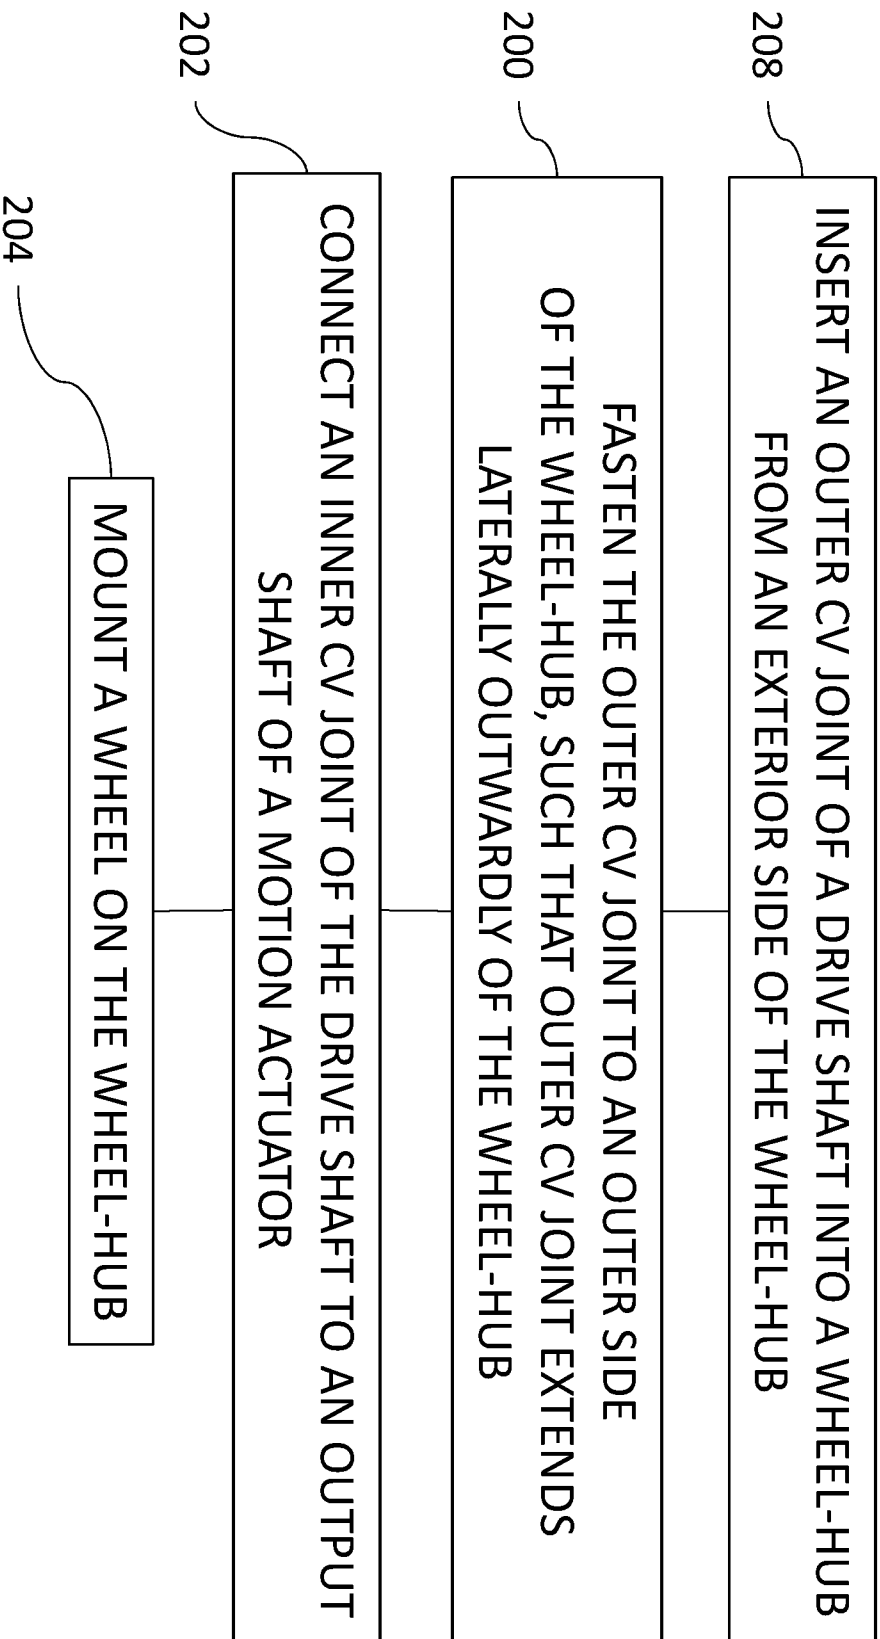 208
INSERT AN OUTER CV JOINT OF A DRIVE SHAFT INTO A WHEEL-HUB
FROM AN EXTERIOR SIDE OF THE WHEEL-HUB
200
FASTEN THE OUTER CV JOINT TO AN OUTER SIDE
OF THE WHEEL-HUB, SUCH THAT OUTER CV JOINT EXTENDS
LATERALLY OUTWARDLY OF THE WHEEL-HUB
202
CONNECT AN INNER CV JOINT OF THE DRIVE SHAFT TO AN OUTPUT
SHAFT OF A MOTION ACTUATOR
204
MOUNT A WHEEL ON THE WHEEL-HUB